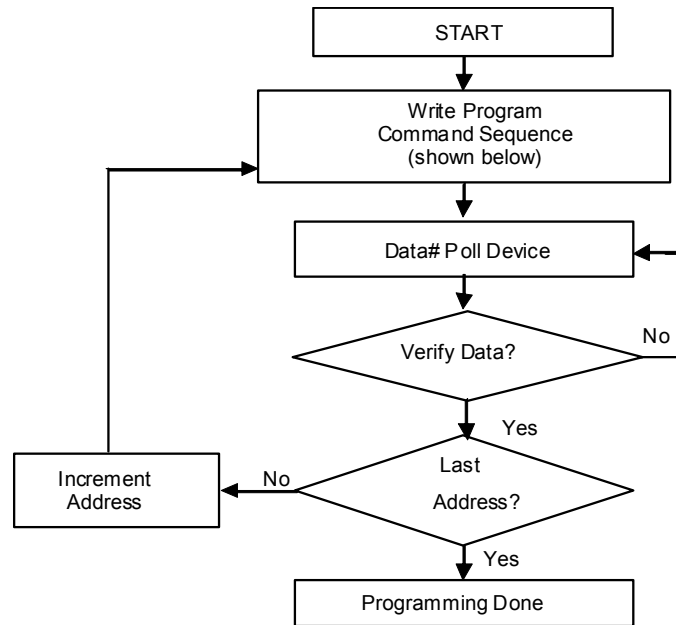 START
Write Program
Command Sequence
(shown below)
Data# Poll Device
Verify Data?
No
Yes
Last
Address?
No
Increment
Address
Yes
Programming Done